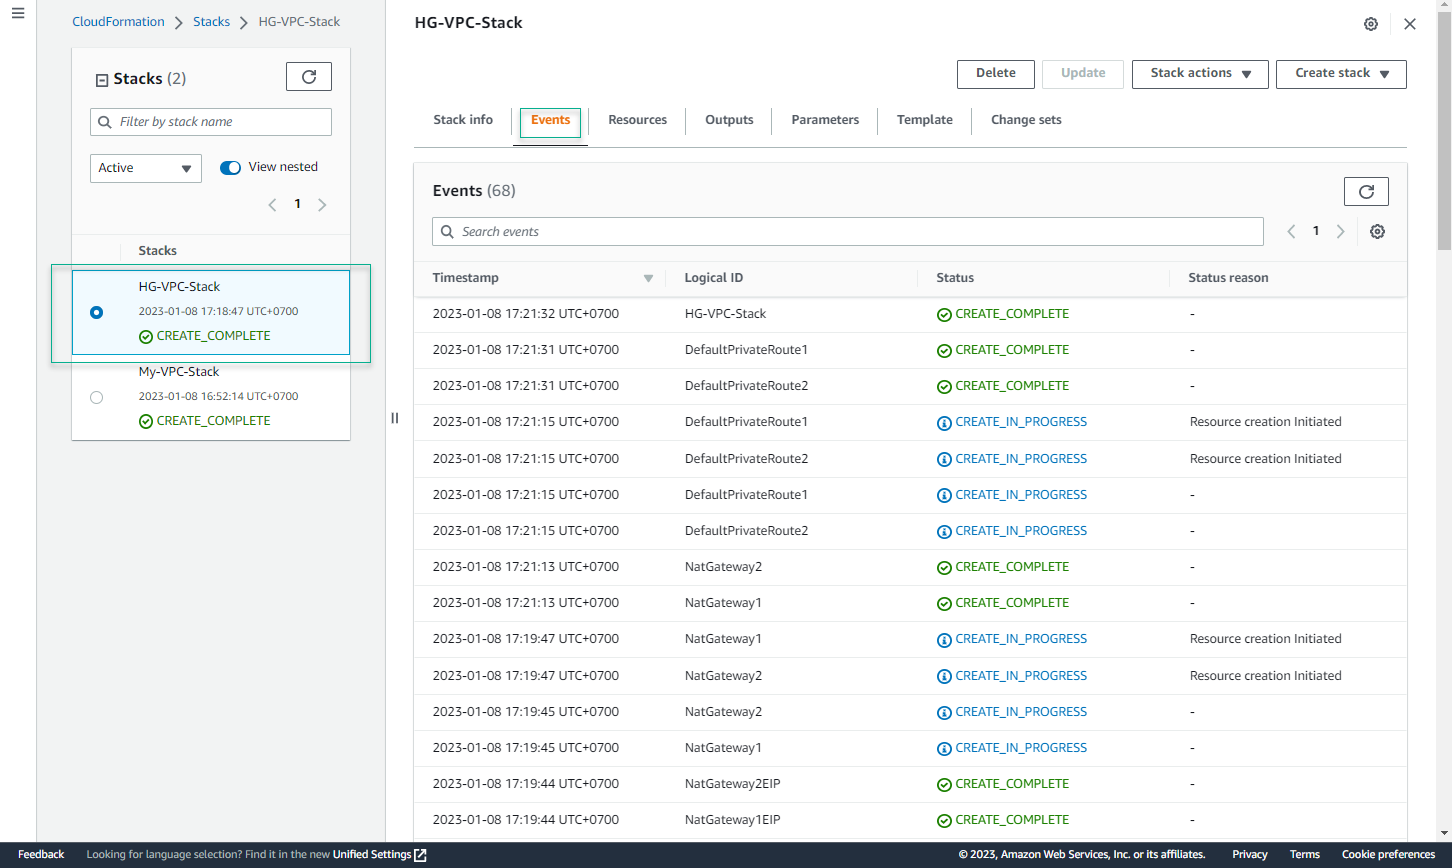 CloudFormation > Stacks > HG-VPC-Stack
Stacks (2)
Filter by stack name
Active View nested
1
Stacks
HG-VPC-Stack
2023-01-08 17:18:47 UTC+0700
CREATE_COMPLETE
My-VPC-Stack
2023-01-08 16:52:14 UTC+0700
CREATE_COMPLETE
HG-VPC-Stack
Delete Update Stack actions Create stack
Stack info Events Resources Outputs Parameters Template Change sets
Events (68)
Search events 1
Timestamp Logical ID Status Status reason
2023-01-08 17:21:32 UTC+0700 HG-VPC-Stack CREATE_COMPLETE -
2023-01-08 17:21:31 UTC+0700 DefaultPrivateRoute1 CREATE_COMPLETE -
2023-01-08 17:21:31 UTC+0700 DefaultPrivateRoute2 CREATE_COMPLETE -
2023-01-08 17:21:15 UTC+0700 DefaultPrivateRoute1 CREATE_IN_PROGRESS Resource creation Initiated
2023-01-08 17:21:15 UTC+0700 DefaultPrivateRoute2 CREATE_IN_PROGRESS Resource creation Initiated
2023-01-08 17:21:15 UTC+0700 DefaultPrivateRoute1 CREATE_IN_PROGRESS -
2023-01-08 17:21:15 UTC+0700 DefaultPrivateRoute2 CREATE_IN_PROGRESS -
2023-01-08 17:21:13 UTC+0700 NatGateway2 CREATE_COMPLETE -
2023-01-08 17:21:13 UTC+0700 NatGateway1 CREATE_COMPLETE -
2023-01-08 17:19:47 UTC+0700 NatGateway1 CREATE_IN_PROGRESS Resource creation Initiated
2023-01-08 17:19:47 UTC+0700 NatGateway2 CREATE_IN_PROGRESS Resource creation Initiated
2023-01-08 17:19:45 UTC+0700 NatGateway2 CREATE_IN_PROGRESS -
2023-01-08 17:19:45 UTC+0700 NatGateway1 CREATE_IN_PROGRESS -
2023-01-08 17:19:44 UTC+0700 NatGateway2EIP CREATE_COMPLETE -
2023-01-08 17:19:44 UTC+0700 NatGateway1EIP CREATE_COMPLETE -
Feedback Looking for language selection? Find it in the new Unified Settings © 2023, Amazon Web Services, Inc. or its affiliates. Privacy Terms Cookie preferences